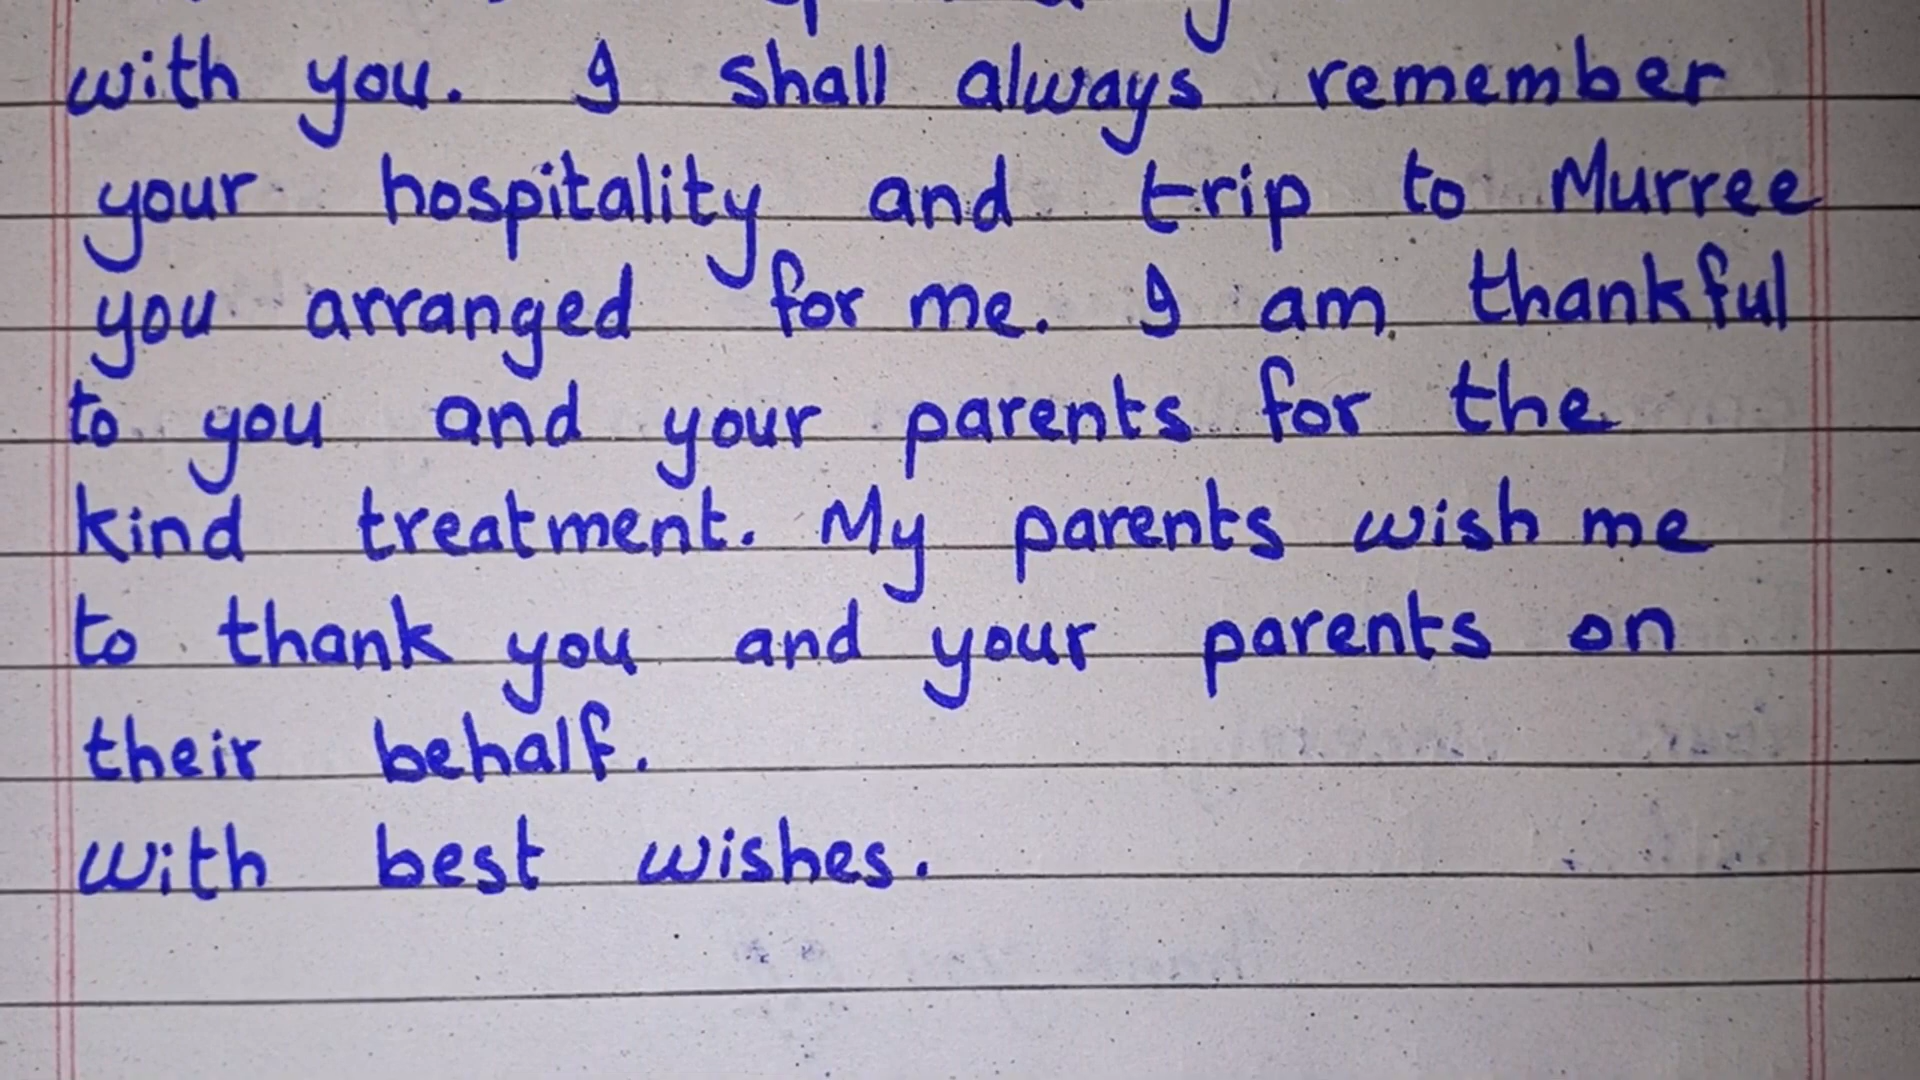 with you. I shall always remember
your hospitality and trip to Murree
you arranged for me. I am thankful
to you and your parents for the
kind treatment. My parents wish me
to thank you and your parents on
their behalf.
with best wishes.